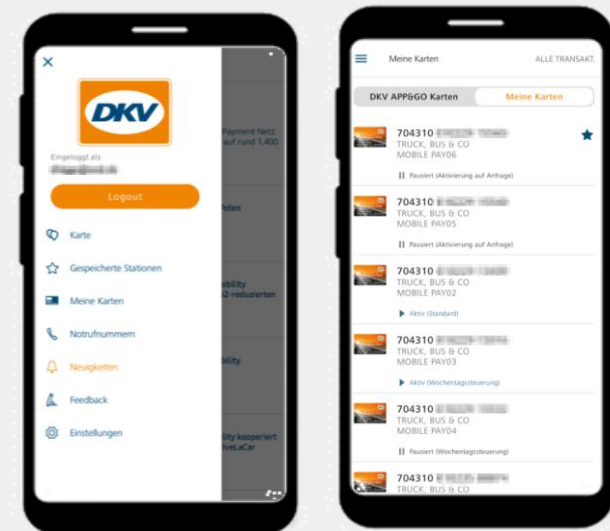 DKV
Eingeloggt als
Logout
Karte
Gespeicherte Stationen
Meine Karten
Notrufnummern
Neuigkeiten
Feedback
Einstellungen
Payment Netz
auf rund 1.400
Polen
mobility
2-reduzierten
mobility
lity kooperiert
iveLaCar
Meine Karten
ALLE TRANSAKT.
DKV APP&GO Karten
Meine Karten
704310
TRUCK, BUS & CO
MOBILE PAY06
Pausiert (Aktivierung auf Anfrage)
704310
TRUCK, BUS & CO
MOBILE PAY05
Pausiert (Aktivierung auf Anfrage)
704310
TRUCK, BUS & CO
MOBILE PAY02
Aktiv (Standard)
704310
TRUCK, BUS & CO
MOBILE PAY03
Aktiv (Wochentagssteuerung)
704310
TRUCK, BUS & CO
MOBILE PAY04
Pausiert (Wochentagssteuerung)
704310
TRUCK, BUS & CO